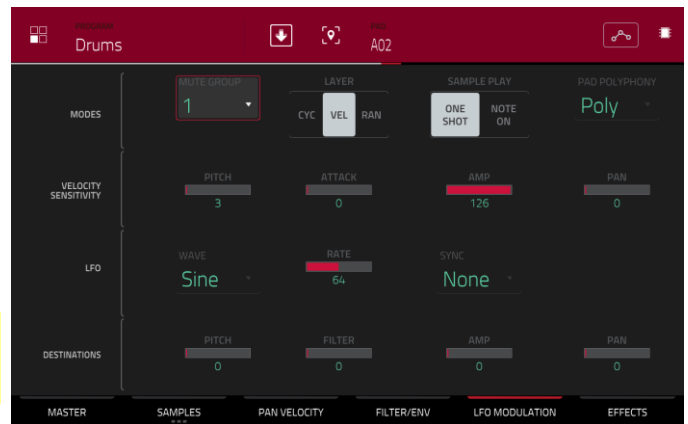 PROGRAM
Drums
PAD
A02
MODES
MUTE GROUP
1
LAYER
CYC VEL RAN
SAMPLE PLAY
ONE SHOT
NOTE ON
PAD POLYPHONY
Poly
VELOCITY
SENSITIVITY
PITCH
3
ATTACK
0
AMP
126
PAN
0
LFO
WAVE
Sine
RATE
64
SYNC
None
DESTINATIONS
PITCH
0
FILTER
0
AMP
0
PAN
0
MASTER SAMPLES PAN VELOCITY FILTER/ENV LFO MODULATION EFFECTS